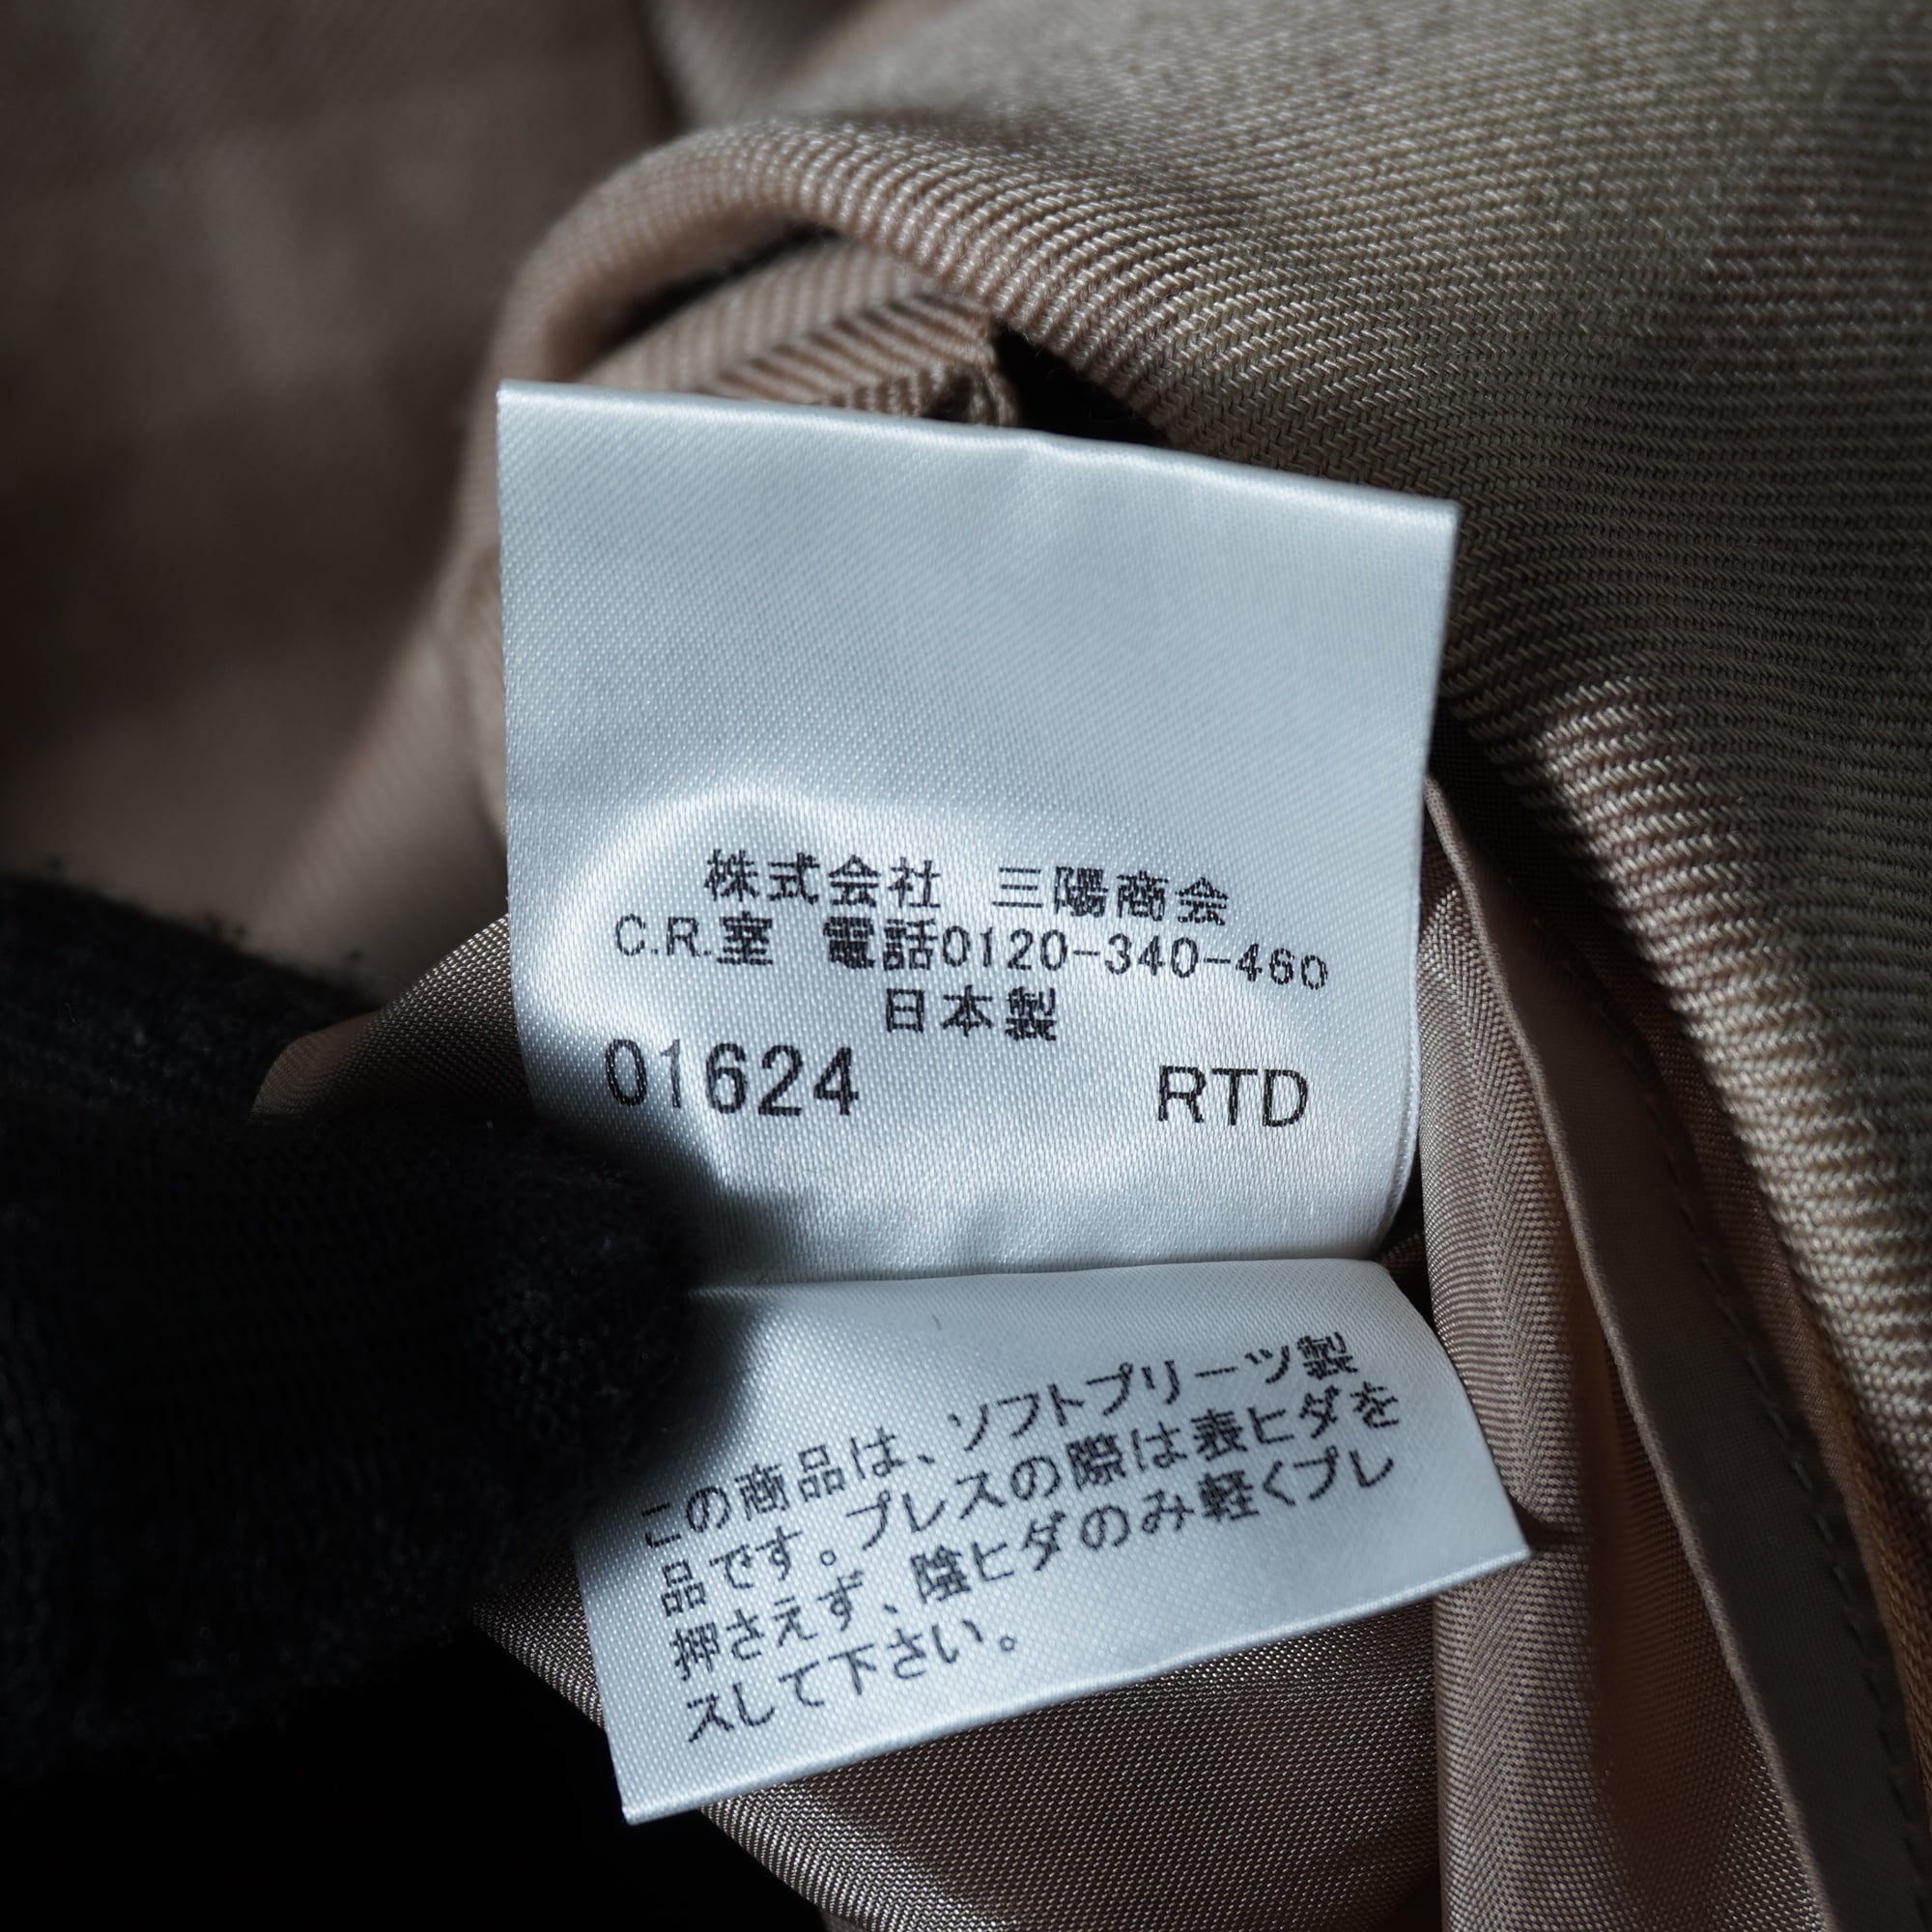 株式会社 三陽商会
C.R.室 電話0120-340-460
日本製
01624 RTD
この商品は、ソフトプリーツ製
品です。プレスの際は表ヒダを
押さえず、陰ヒダのみ軽くプレ
スして下さい。